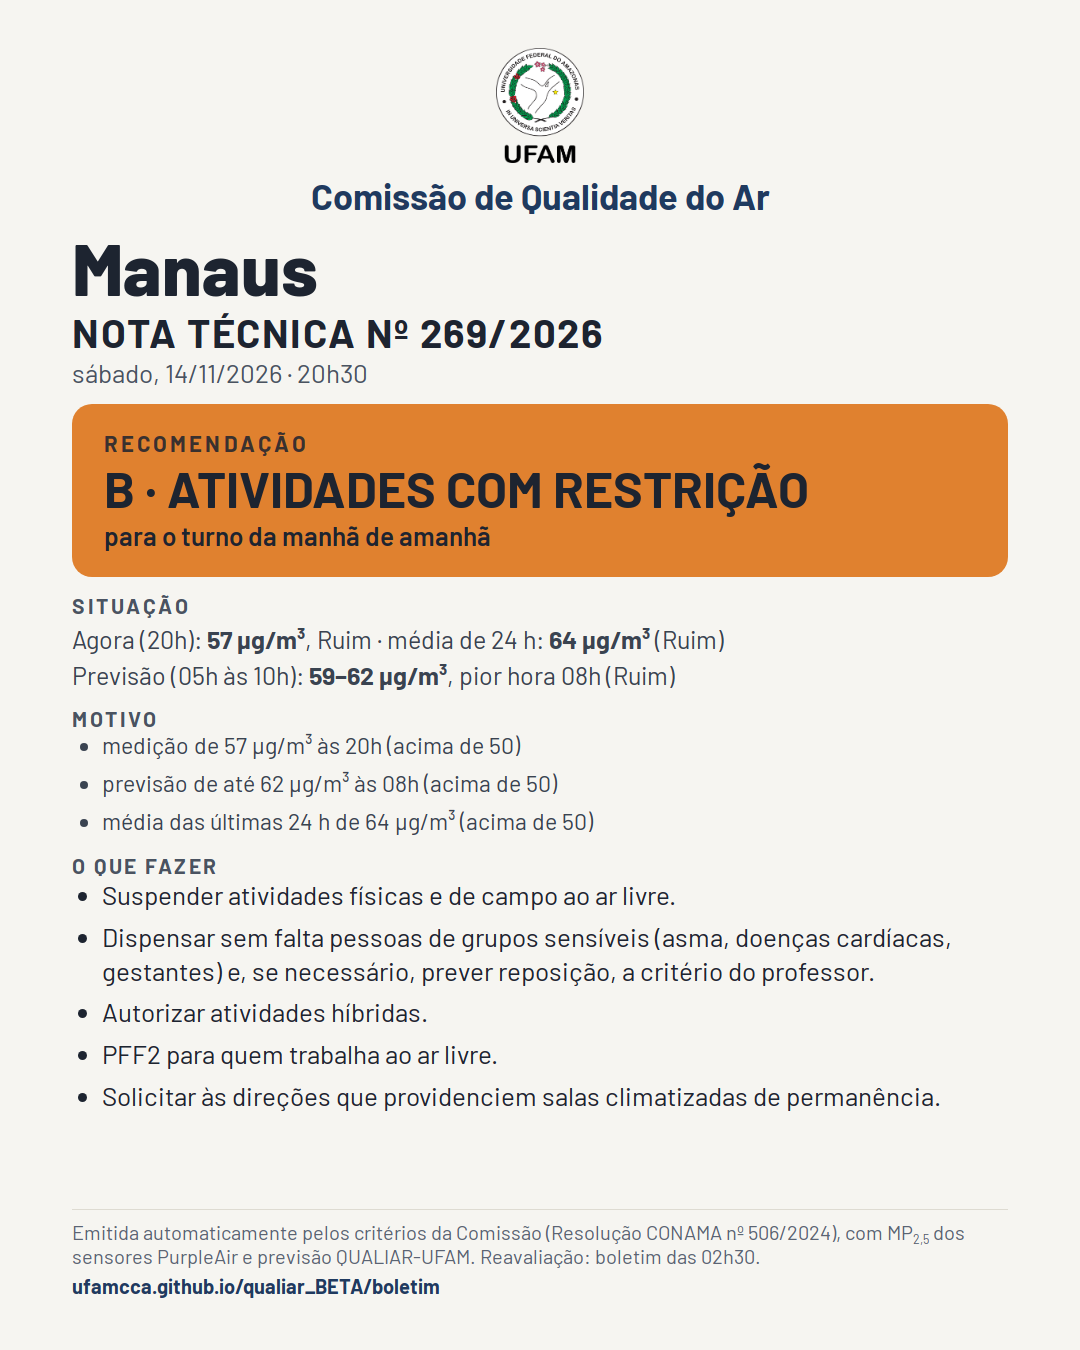 UNIVERSIDADE FEDERAL DO AMAZONAS
IN UNIVERSA SCIENTIA VERITAS
UFAM
Comissão de Qualidade do Ar
Manaus
NOTA TÉCNICA Nº 269/2026
sábado, 14/11/2026 · 20h30
RECOMENDAÇÃO
B · ATIVIDADES COM RESTRIÇÃO
para o turno da manhã de amanhã
SITUAÇÃO
Agora (20h): 57 µg/m³, Ruim · média de 24 h: 64 µg/m³ (Ruim)
Previsão (05h às 10h): 59–62 µg/m³, pior hora 08h (Ruim)
MOTIVO
• medição de 57 µg/m³ às 20h (acima de 50)
• previsão de até 62 µg/m³ às 08h (acima de 50)
• média das últimas 24 h de 64 µg/m³ (acima de 50)
O QUE FAZER
• Suspender atividades físicas e de campo ao ar livre.
• Dispensar sem falta pessoas de grupos sensíveis (asma, doenças cardíacas,
gestantes) e, se necessário, prever reposição, a critério do professor.
• Autorizar atividades híbridas.
• PFF2 para quem trabalha ao ar livre.
• Solicitar às direções que providenciem salas climatizadas de permanência.
Emitida automaticamente pelos critérios da Comissão (Resolução CONAMA nº 506/2024), com MP2,5 dos
sensores PurpleAir e previsão QUALIAR-UFAM. Reavaliação: boletim das 02h30.
ufamcca.github.io/qualiar_BETA/boletim